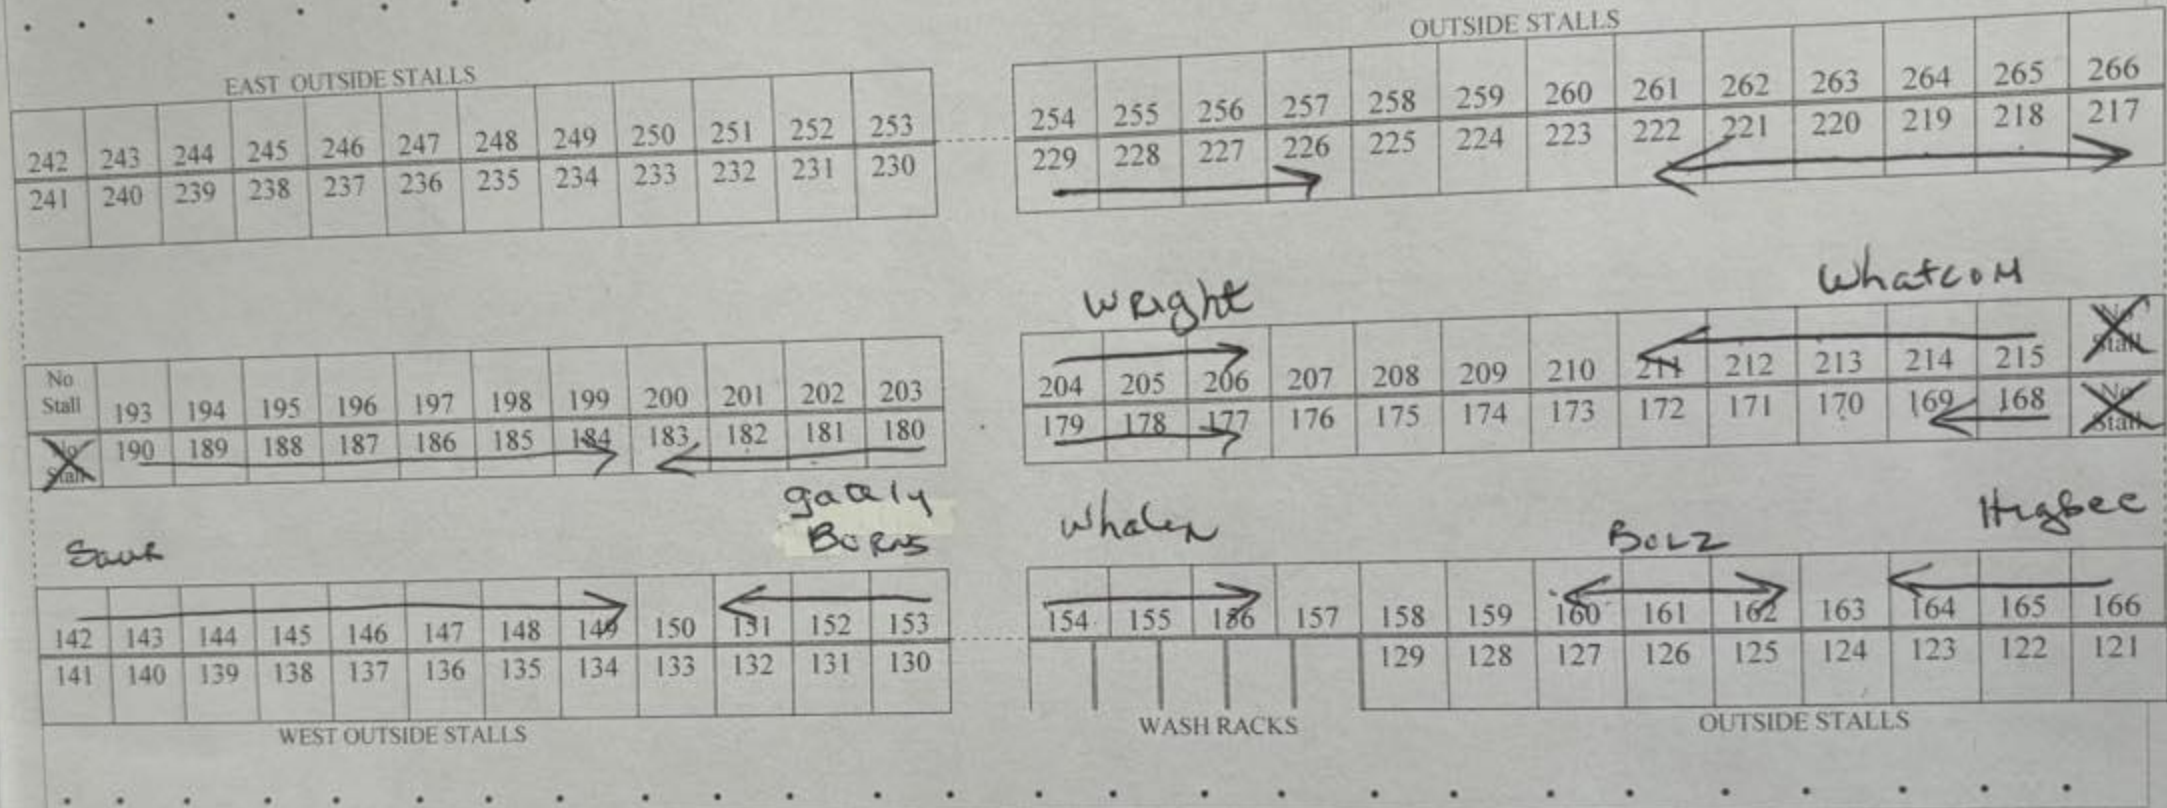 OUTSIDE STALLS
EAST OUTSIDE STALLS
254 255 256 257 258 259 260 261 262 263 264 265 266
242 243 244 245 246 247 248 249 250 251 252 253
229 228 227 226 225 224 223 222 221 220 219 218 217
241 240 239 238 237 236 235 234 233 232 231 230
Wright
WhatcoM
No Stall 193 194 195 196 197 198 199 200 201 202 203
204 205 206 207 208 209 210 211 212 213 214 215 No Stall
No Stall 190 189 188 187 186 185 184 183 182 181 180
179 178 177 176 175 174 173 172 171 170 169 168 No Stall
Whalen
BOLZ
Higbee
142 143 144 145 146 147 148 149 150 151 152 153
154 155 156 157 158 159 160 161 162 163 164 165 166
141 140 139 138 137 136 135 134 133 132 131 130
129 128 127 126 125 124 123 122 121
WEST OUTSIDE STALLS
WASH RACKS
OUTSIDE STALLS